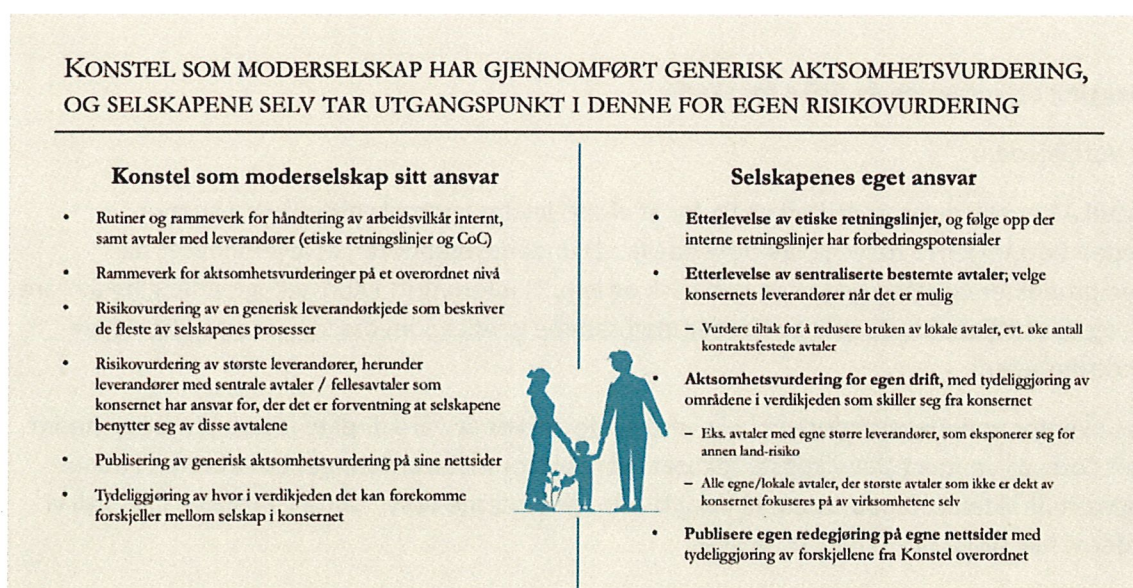 KONSTEL SOM MODERSELSKAP HAR GJENNOMFØRT GENERISK AKTSOMHETSVURDERING,
OG SELSKAPENE SELV TAR UTGANGSPUNKT I DENNE FOR EGEN RISIKOVURDERING
Konstel som moderselskap sitt ansvar
• Rutiner og rammeverk for håndtering av arbeidsvilkår internt,
samt avtaler med leverandører (etiske retningslinjer og CoC)
• Rammeverk for aktsomhetsvurderinger på et overordnet nivå
• Risikovurdering av en generisk leverandørkjede som beskriver
de fleste av selskapenes prosesser
• Risikovurdering av største leverandører, herunder
leverandører med sentrale avtaler / fellesavtaler som
konsernet har ansvar for, der det er forventning at selskapene
benytter seg av disse avtalene
• Publisering av generisk aktsomhetsvurdering på sine nettsider
• Tydeliggjøring av hvor i verdikjeden det kan forekomme
forskjeller mellom selskap i konsernet
Selskapenes eget ansvar
• Etterlevelse av etiske retningslinjer, og følge opp der
interne retningslinjer har forbedringspotensialer
• Etterlevelse av sentraliserte bestemte avtaler; velge
konsernets leverandører når det er mulig
– Vurdere tiltak for å redusere bruken av lokale avtaler, evt. øke antall
kontraktsfestede avtaler
• Aktsomhetsvurdering for egen drift, med tydeliggjøring av
områdene i verdikjeden som skiller seg fra konsernet
– Eks. avtaler med egne større leverandører, som eksponerer seg for
annen land-risiko
– Alle egne/lokale avtaler, der største avtaler som ikke er dekt av
konsernet fokuseres på av virksomhetene selv
• Publisere egen redegjøring på egne nettsider med
tydeliggjøring av forskjellene fra Konstel overordnet